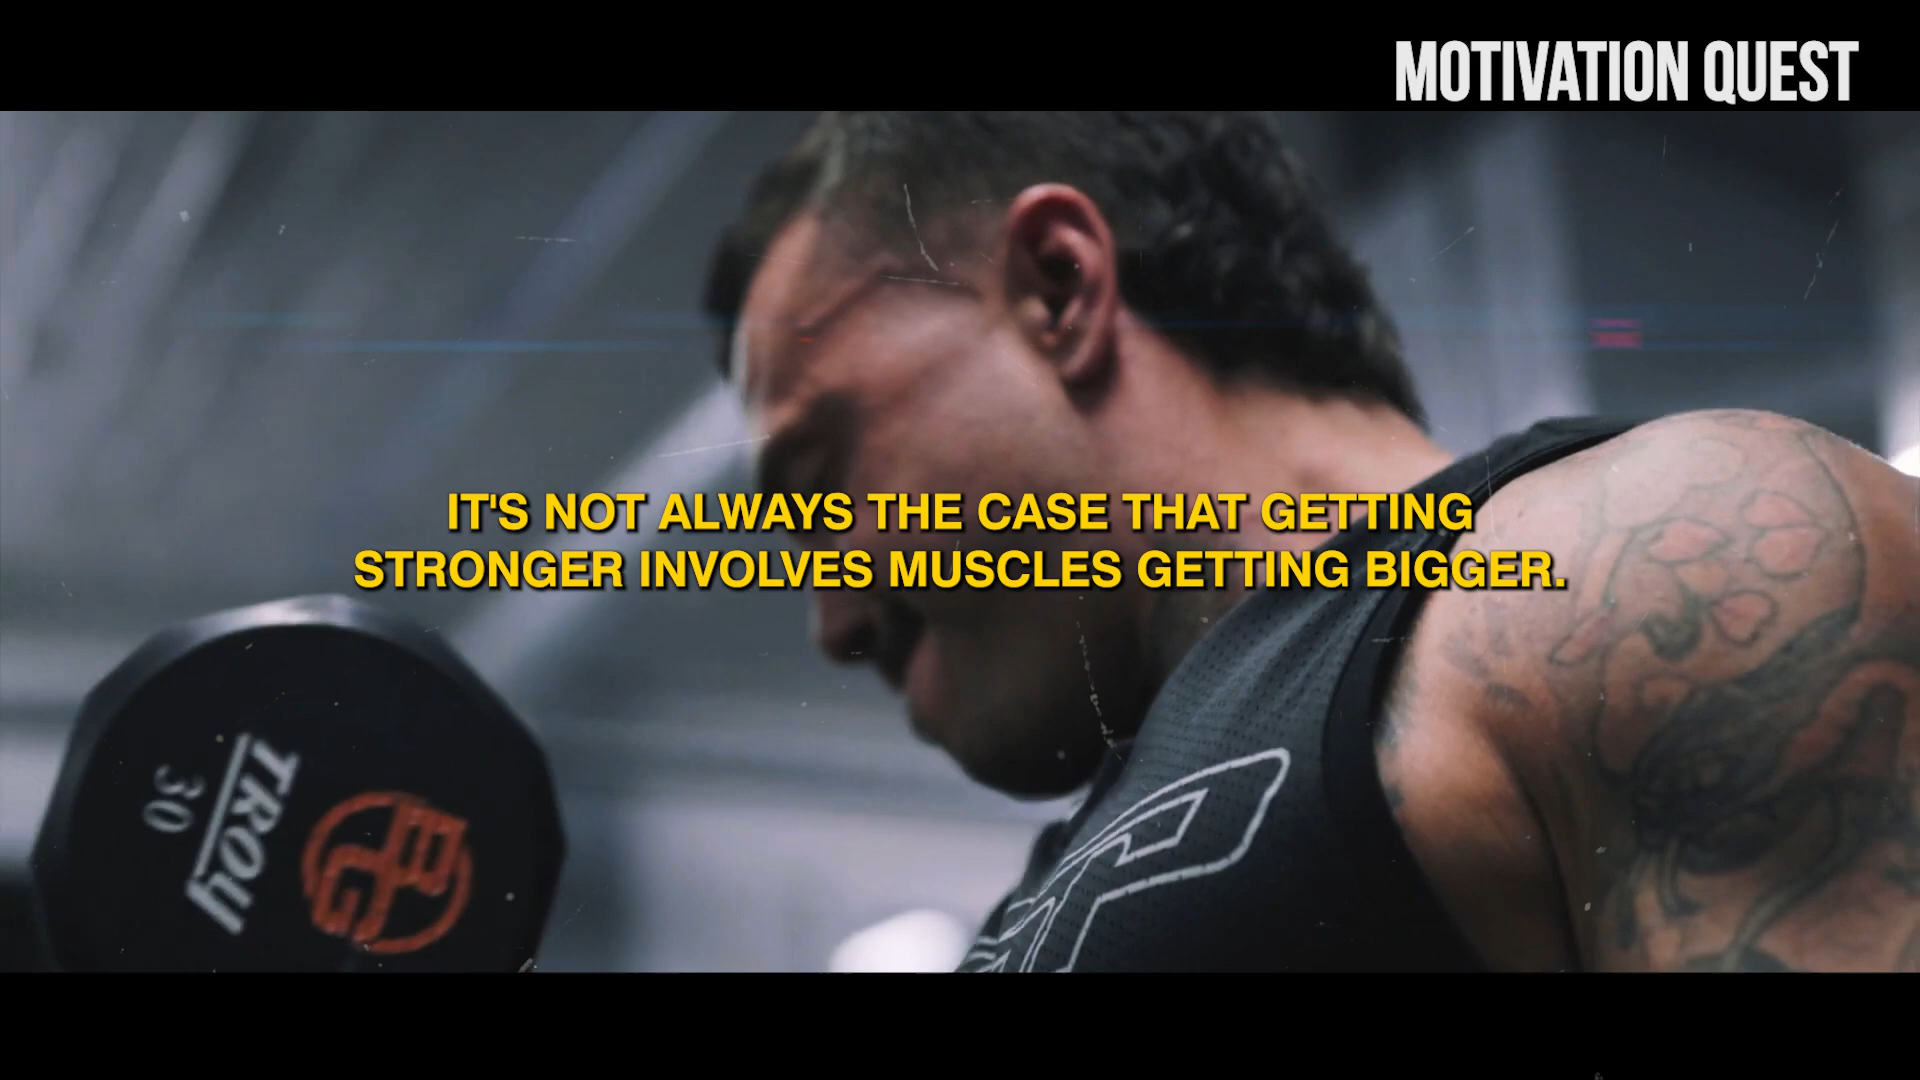 MOTIVATION QUEST
IT'S NOT ALWAYS THE CASE THAT GETTING
STRONGER INVOLVES MUSCLES GETTING BIGGER.
TROY
30